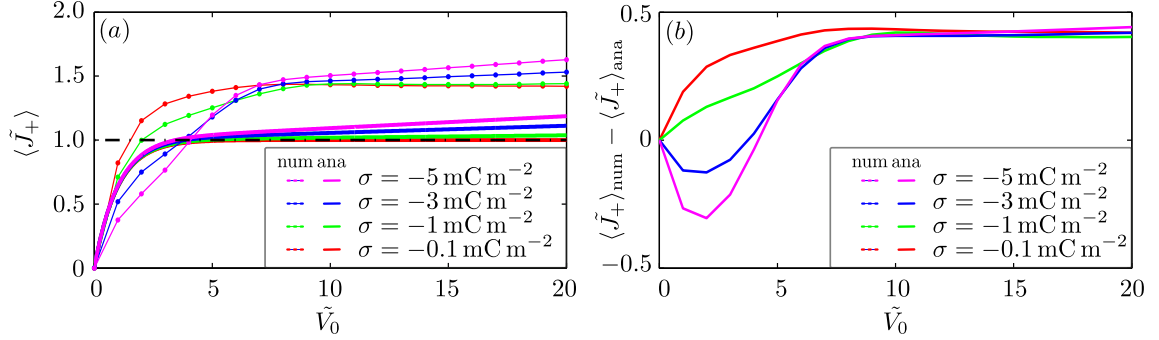 (a)
⟨J̃₊⟩
2.0
1.5
1.0
0.5
0
0 5 10 15 20
Ṽ₀
num ana
σ = −5 mC m⁻²
σ = −3 mC m⁻²
σ = −1 mC m⁻²
σ = −0.1 mC m⁻²
(b)
⟨J̃₊⟩num − ⟨J̃₊⟩ana
0.5
0
−0.5
0 5 10 15 20
Ṽ₀
num ana
σ = −5 mC m⁻²
σ = −3 mC m⁻²
σ = −1 mC m⁻²
σ = −0.1 mC m⁻²